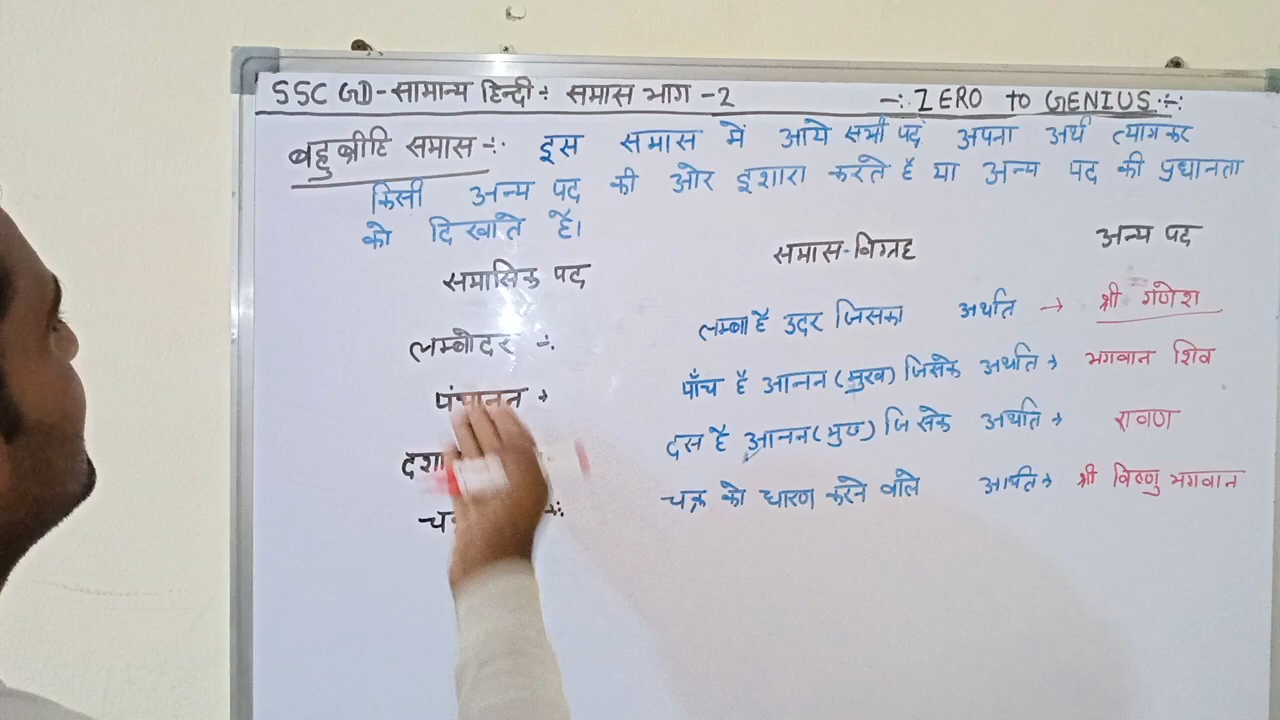 SSC GD-सामान्य हिन्दी ÷ समास भाग -2 -: ZERO to GENIUS :-
बहुब्रीहि समास -: इस समास में आये सभी पद अपना अर्थ त्यागकर
किसी अन्य पद की ओर इशारा करते है या अन्य पद की प्रधानता
को दिखाते है।
समासिक पद समास-विग्रह अन्य पद
लम्बोदर -: लम्बा है उदर जिसका अर्थात → श्री गणेश
पंचानन → पाँच है आनन (मुख) जिसके अर्थात → भगवान शिव
दस है आनन (मुख) जिसके अर्थात → रावण
चक्र को धारण करने वाले अर्थात → श्री विष्णु भगवान